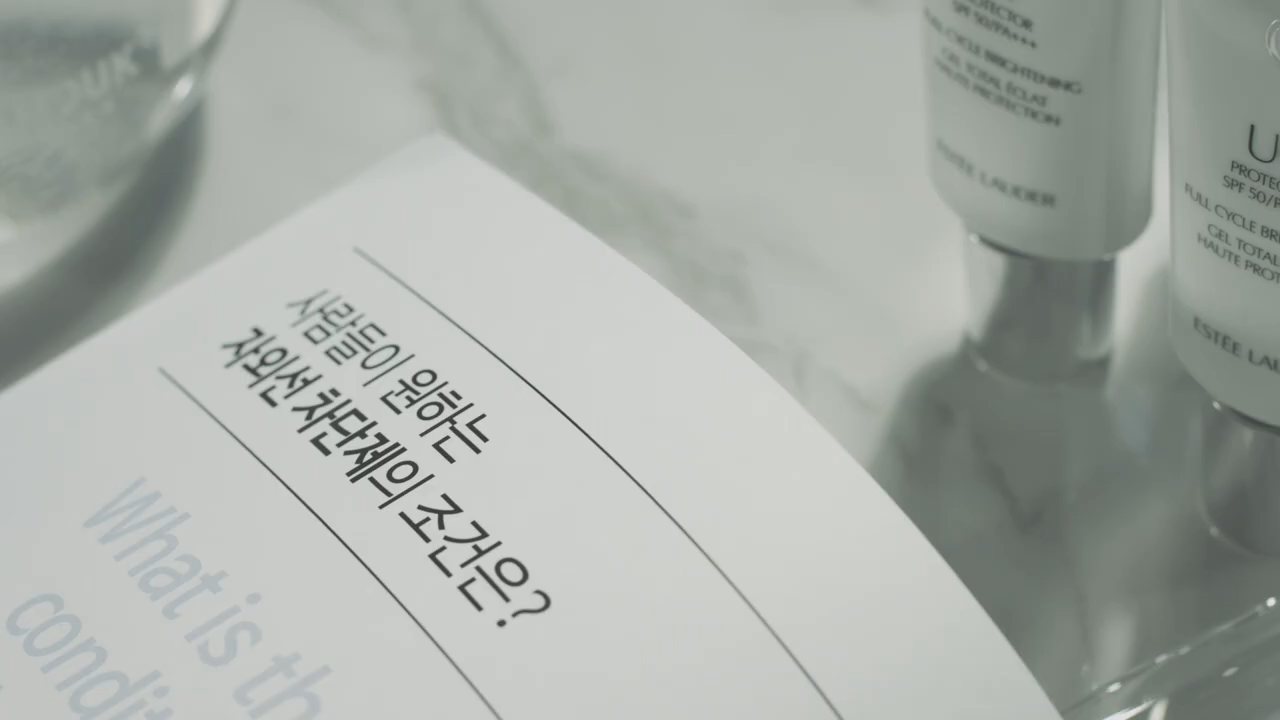 사람들이 원하는
자외선 차단제의 조건은?
What is th
condit
PROTECTOR
SPF 50/PA+++
FULL CYCLE BRIGHTENING
GEL TOTAL ÉCLAT
HAUTE PROTECTION
ESTÉE LAUDER
U
PROTEC
SPF 50/P
FULL CYCLE BRI
GEL TOTAL
HAUTE PROT
ESTÉE LAU